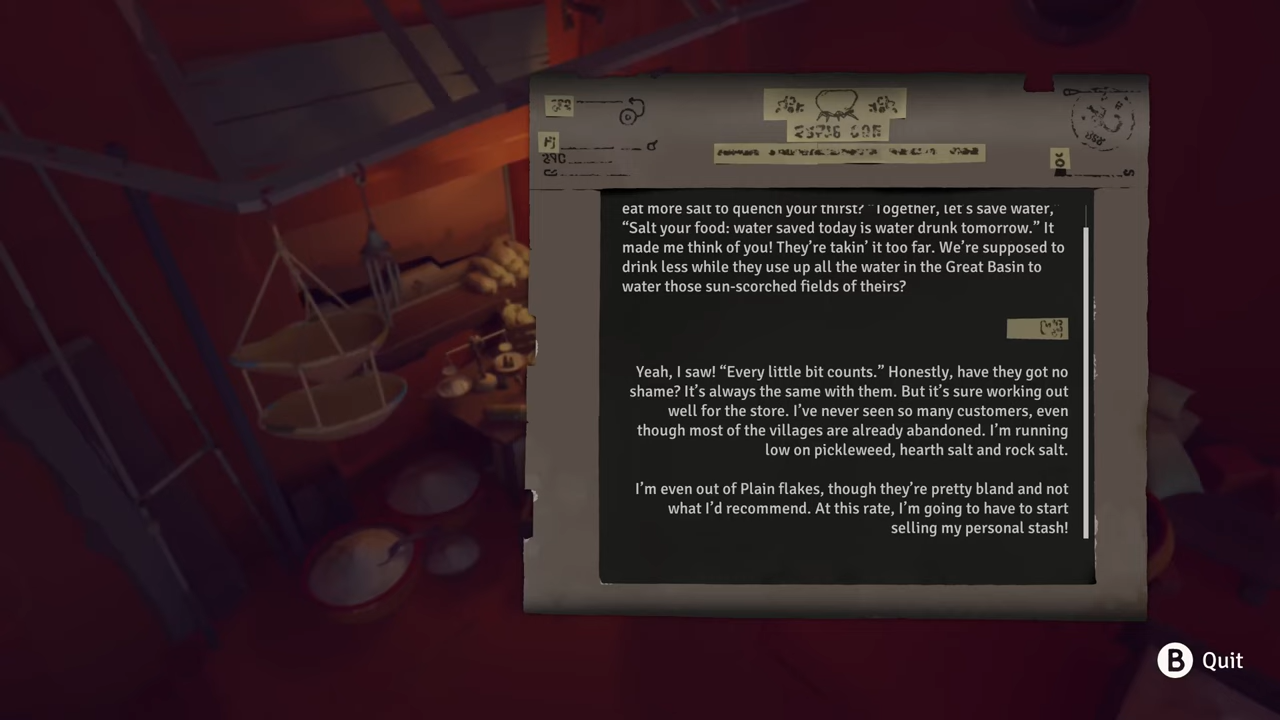 eat more salt to quench your thirst? “Together, let’s save water,”
“Salt your food: water saved today is water drunk tomorrow.” It
made me think of you! They’re takin’ it too far. We’re supposed to
drink less while they use up all the water in the Great Basin to
water those sun-scorched fields of theirs?
Yeah, I saw! “Every little bit counts.” Honestly, have they got no
shame? It’s always the same with them. But it’s sure working out
well for the store. I’ve never seen so many customers, even
though most of the villages are already abandoned. I’m running
low on pickleweed, hearth salt and rock salt.
I’m even out of Plain flakes, though they’re pretty bland and not
what I’d recommend. At this rate, I’m going to have to start
selling my personal stash!
B Quit